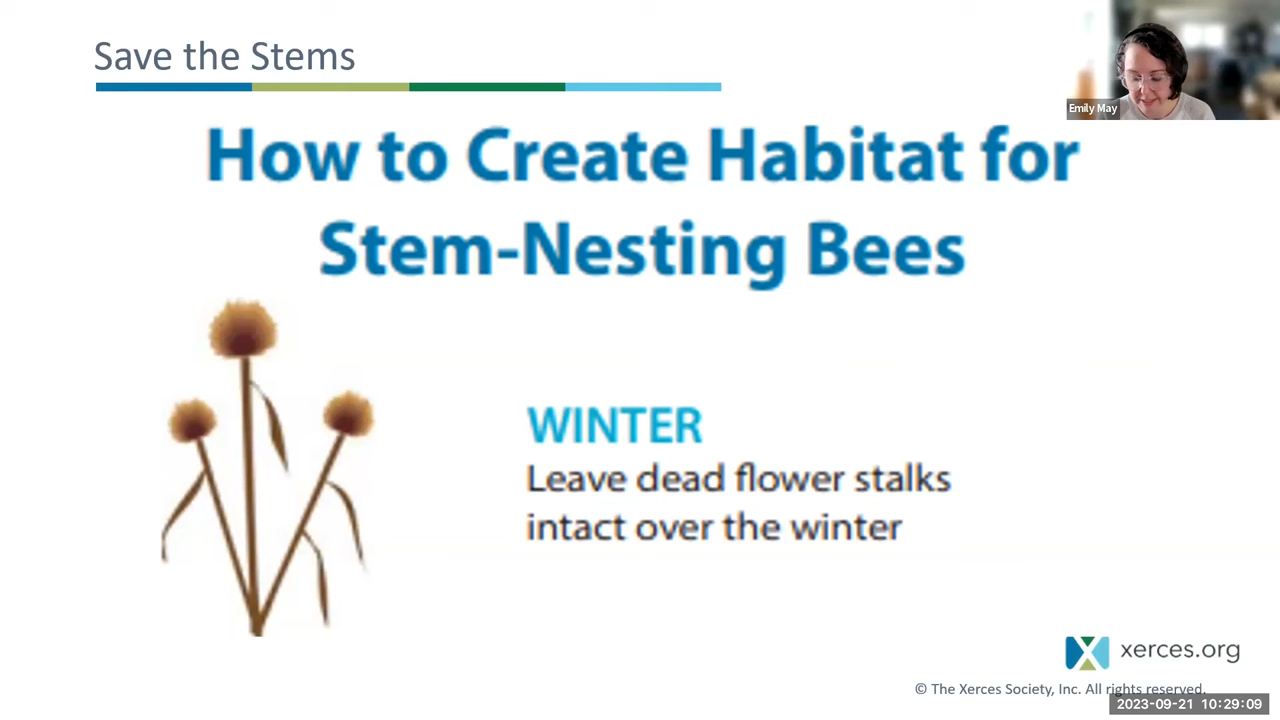 Save the Stems
Emily May
How to Create Habitat for
Stem-Nesting Bees
WINTER
Leave dead flower stalks
intact over the winter
xerces.org
© The Xerces Society, Inc. All rights reserved.
2023-09-21 10:29:09